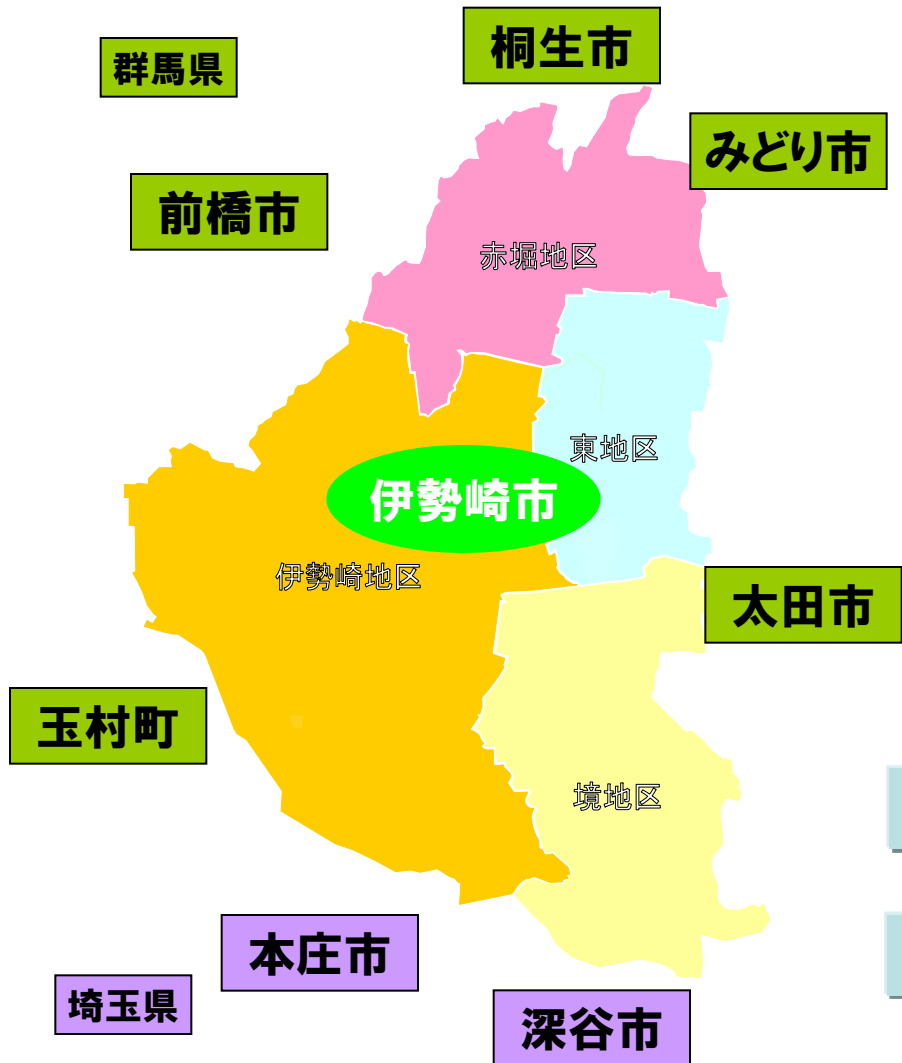 桐生市
群馬県
みどり市
前橋市
赤堀地区
東地区
伊勢崎市
伊勢崎地区
太田市
玉村町
境地区
本庄市
埼玉県
深谷市